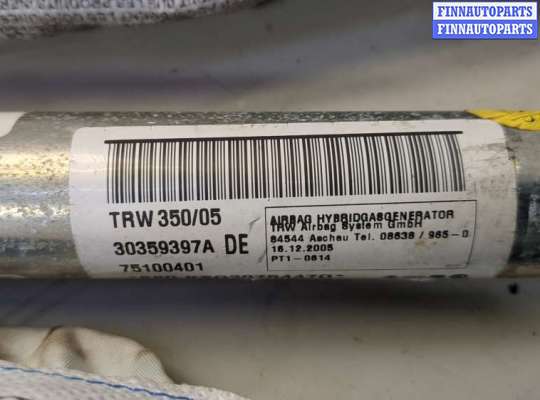 FINNAUTOPARTS
FINNAUTOPARTS
TRW 350/05
30359397A DE
75100401
AIRBAG HYBRIDGASGENERATOR
TRW Airbag System GmbH
84544 Aschau Tel. 08638 / 965-0
16.12.2005
PT1-0814